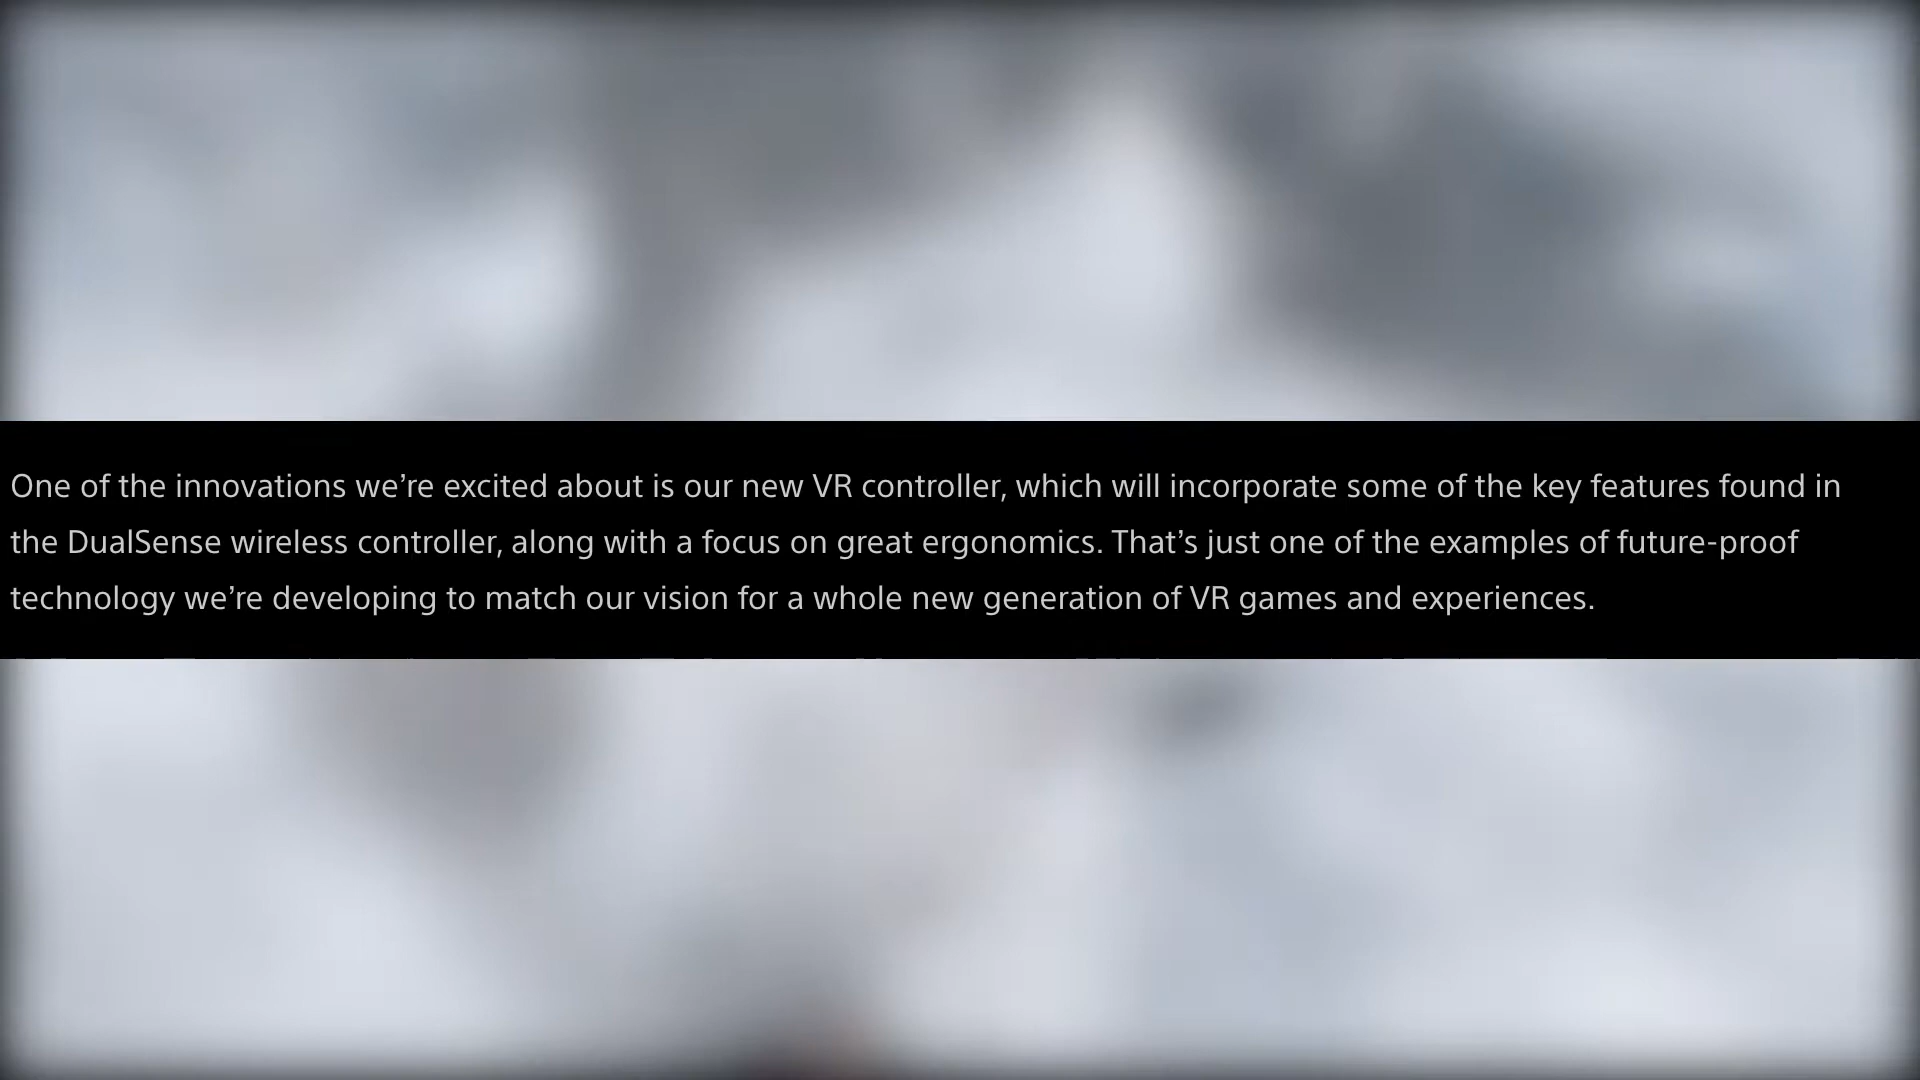 One of the innovations we’re excited about is our new VR controller, which will incorporate some of the key features found in
the DualSense wireless controller, along with a focus on great ergonomics. That’s just one of the examples of future-proof
technology we’re developing to match our vision for a whole new generation of VR games and experiences.